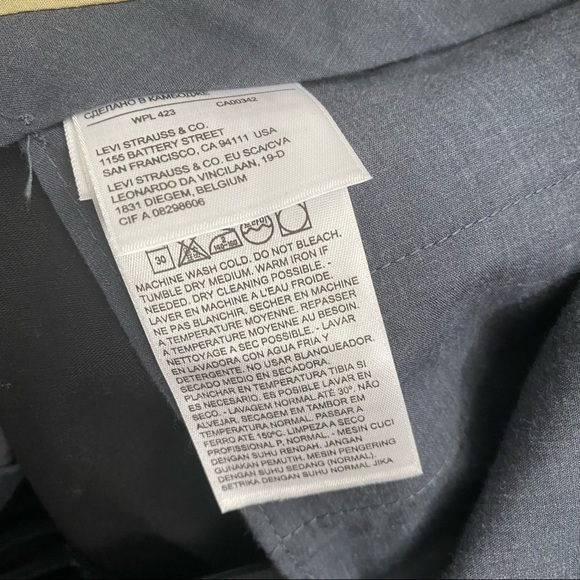 СДЕЛАНО В КАМБОДЖЕ
WPL 423 CA00342
LEVI STRAUSS & CO.
1155 BATTERY STREET
SAN FRANCISCO, CA 94111 USA
LEVI STRAUSS & CO. EU SCA/CVA
LEONARDO DA VINCILAAN, 19-D
1831 DIEGEM, BELGIUM
CIF A 08298606
30
MACHINE WASH COLD. DO NOT BLEACH.
TUMBLE DRY MEDIUM. WARM IRON IF
NEEDED. DRY CLEANING POSSIBLE. -
LAVER EN MACHINE A L'EAU FROIDE.
NE PAS BLANCHIR. SECHER EN MACHINE
A TEMPERATURE MOYENNE. REPASSER
A TEMPERATURE MOYENNE AU BESOIN.
NETTOYAGE A SEC POSSIBLE. - LAVAR
EN LAVADORA CON AGUA FRIA Y
DETERGENTE. NO USAR BLANQUEADOR.
SECADO MEDIO EN SECADORA.
PLANCHAR EN TEMPERATURA TIBIA SI
ES NECESARIO. ES POSIBLE LAVAR EN
SECO. - LAVAGEM NORMAL ATÉ 30º. NÃO
ALVEJAR. SECAGEM EM TAMBOR EM
TEMPERATURA NORMAL. PASSAR A
FERRO ATÉ 150ºC. LIMPEZA A SECO
PROFISSIONAL P. NORMAL. - MESIN CUCI
DENGAN SUHU RENDAH. JANGAN
GUNAKAN PEMUTIH. MESIN PENGERING
DENGAN SUHU SEDANG (NORMAL).
SETRIKA DENGAN SUHU NORMAL JIKA